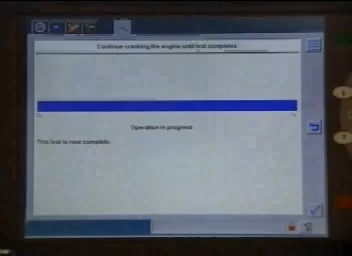 Continue cranking the engine until test completes
Operation in progress
This test is now complete.